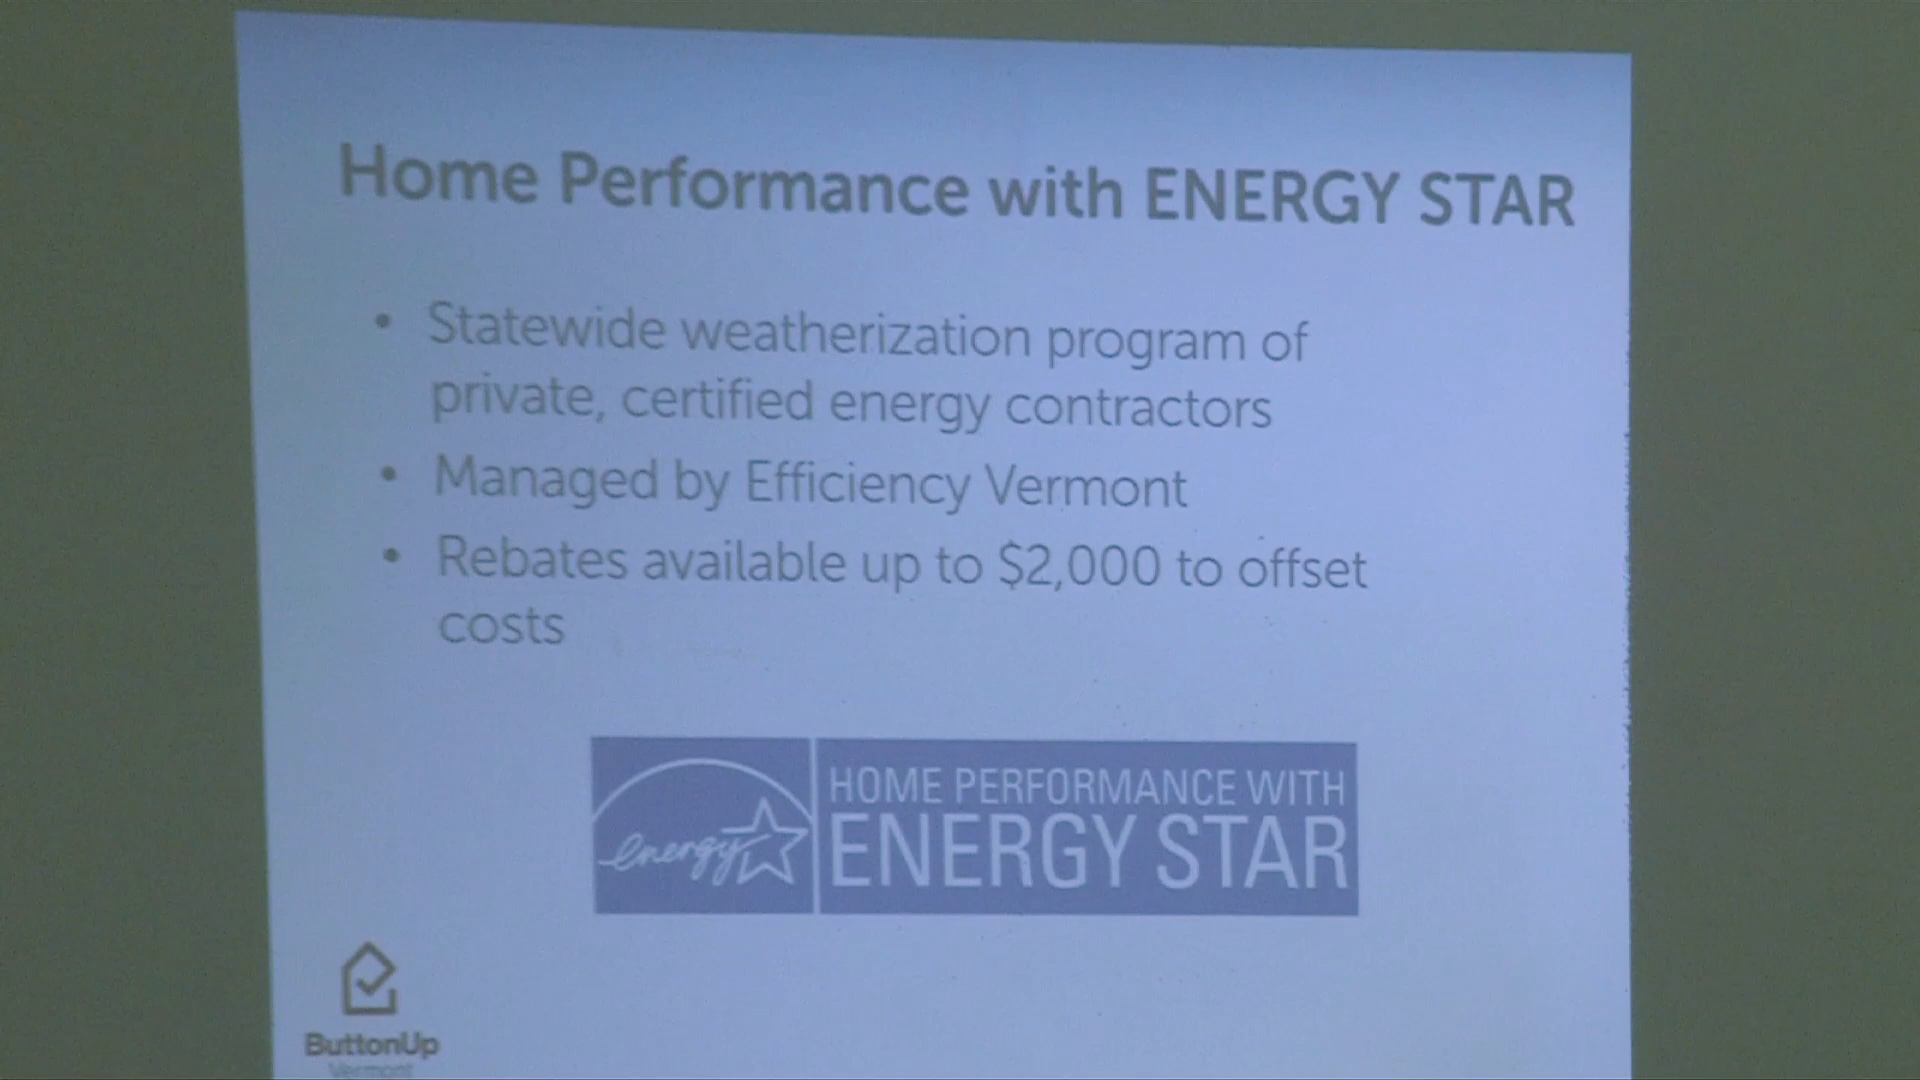 Home Performance with ENERGY STAR
• Statewide weatherization program of
private, certified energy contractors
• Managed by Efficiency Vermont
• Rebates available up to $2,000 to offset
costs
energy
HOME PERFORMANCE WITH
ENERGY STAR
ButtonUp
Vermont